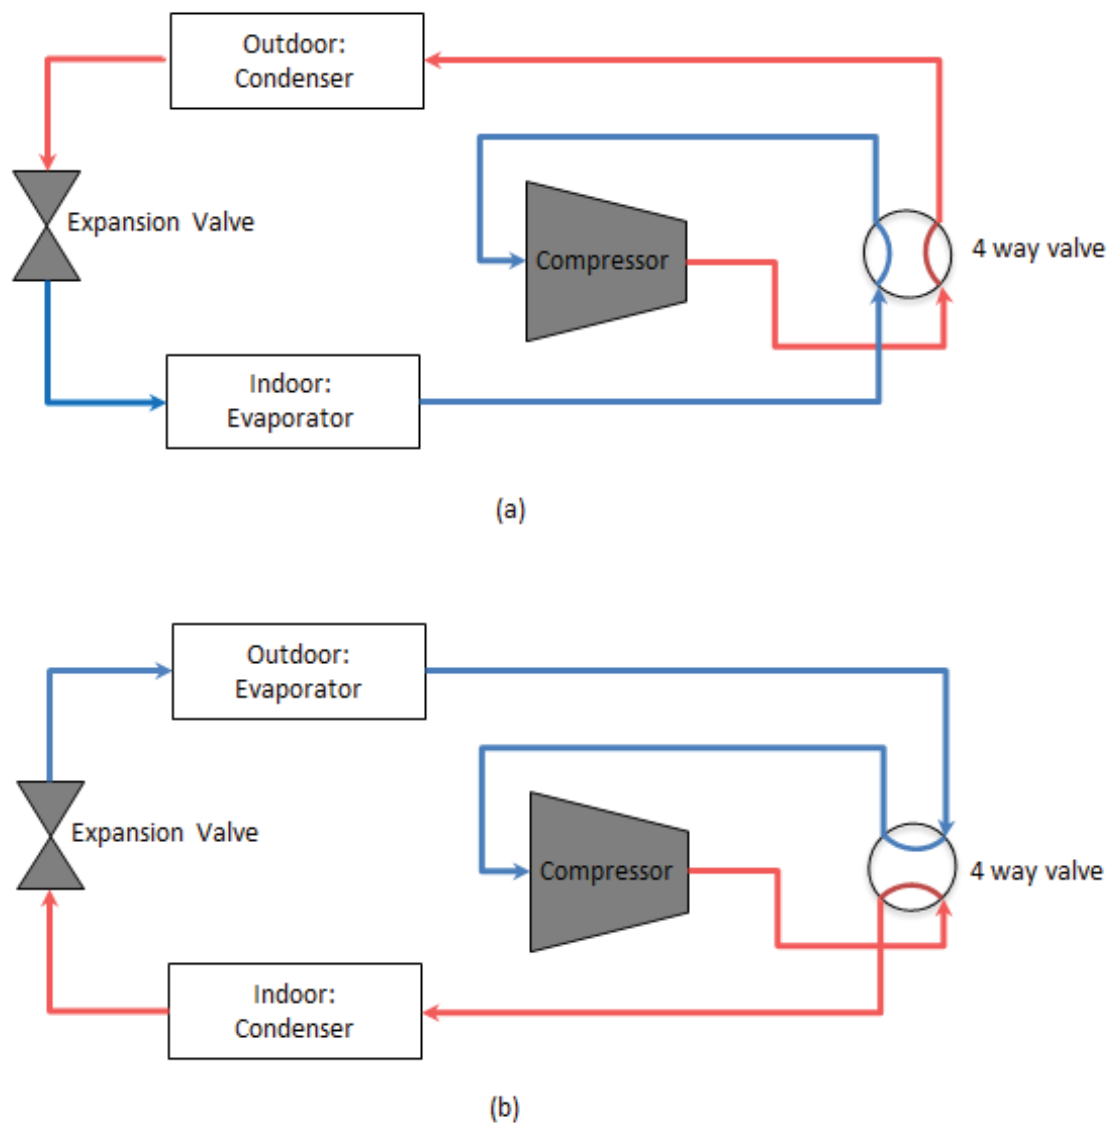 Outdoor:
Condenser
Expansion Valve
Compressor
4 way valve
Indoor:
Evaporator
(a)
Outdoor:
Evaporator
Expansion Valve
Compressor
4 way valve
Indoor:
Condenser
(b)